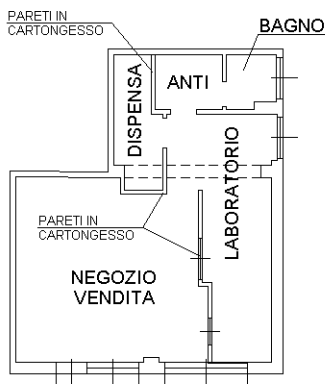 PARETI IN
CARTONGESSO
BAGNO
ANTI
DISPENSA
LABORATORIO
PARETI IN
CARTONGESSO
NEGOZIO
VENDITA